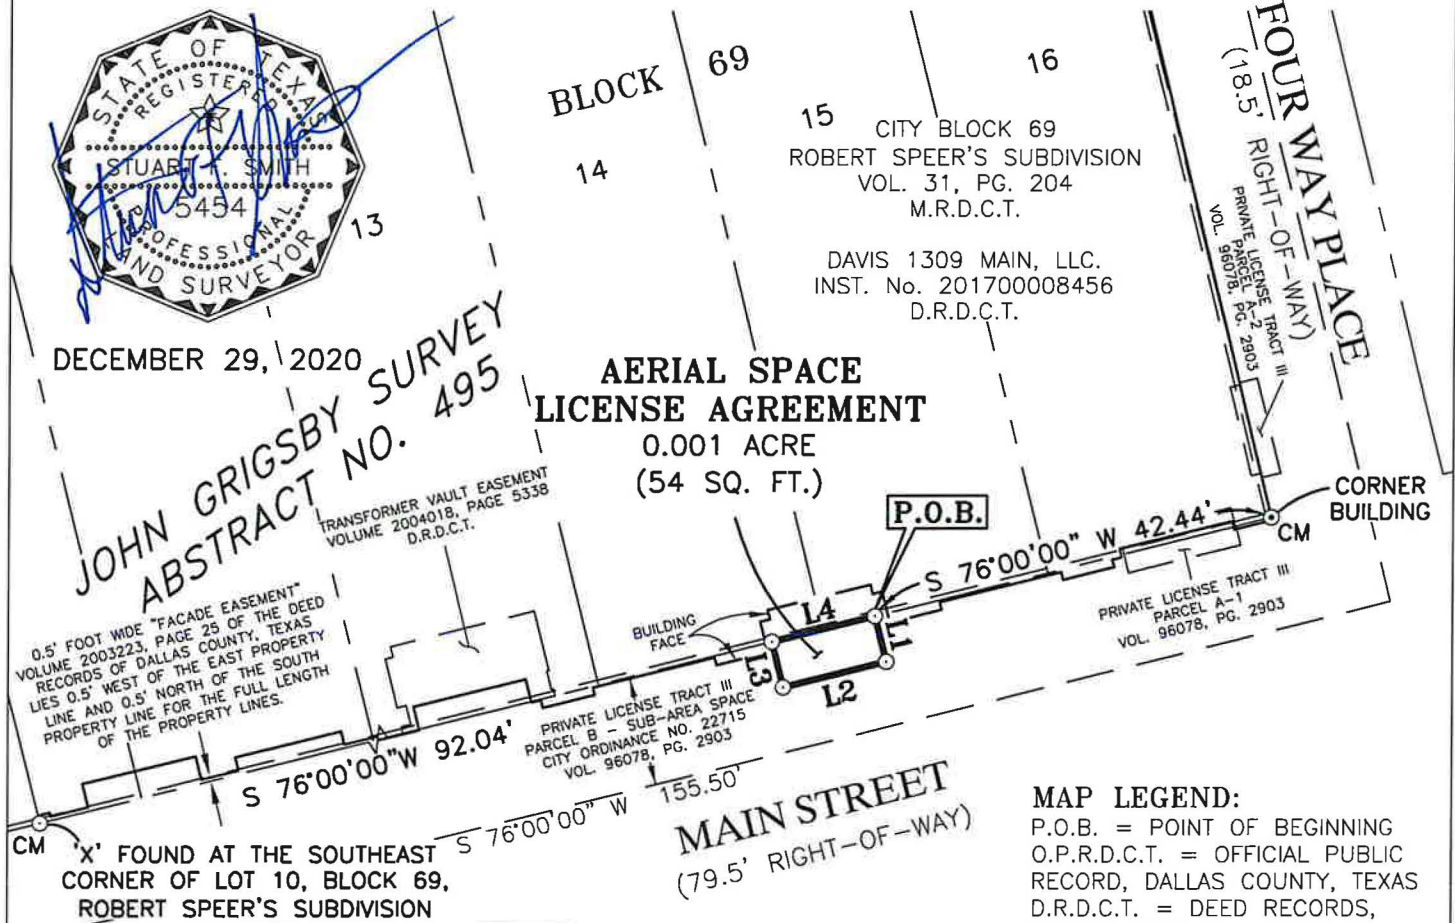 STATE OF TEXAS
REGISTERED
STUART F. SMITH
5454
PROFESSIONAL
LAND SURVEYOR
DECEMBER 29, 2020
BLOCK 69
13
14
15
16
CITY BLOCK 69
ROBERT SPEER'S SUBDIVISION
VOL. 31, PG. 204
M.R.D.C.T.
DAVIS 1309 MAIN, LLC.
INST. No. 201700008456
D.R.D.C.T.
FOUR WAY PLACE
(18.5' RIGHT-OF-WAY)
PRIVATE LICENSE TRACT III
PARCEL A-2
VOL. 96078, PG. 2903
JOHN GRIGSBY SURVEY
ABSTRACT NO. 495
AERIAL SPACE
LICENSE AGREEMENT
0.001 ACRE
(54 SQ. FT.)
TRANSFORMER VAULT EASEMENT
VOLUME 2004018, PAGE 5338
D.R.D.C.T.
P.O.B.
CORNER
BUILDING
CM
S 76°00'00" W 42.44'
0.5' FOOT WIDE "FACADE EASEMENT"
VOLUME 2003223, PAGE 25 OF THE DEED
RECORDS OF DALLAS COUNTY, TEXAS
LIES 0.5' WEST OF THE EAST PROPERTY
LINE AND 0.5' NORTH OF THE SOUTH
PROPERTY LINE FOR THE FULL LENGTH
OF THE PROPERTY LINES.
BUILDING
FACE
L4
L1
L3
L2
PRIVATE LICENSE TRACT III
PARCEL A-1
VOL. 96078, PG. 2903
PRIVATE LICENSE TRACT III
PARCEL B - SUB-AREA SPACE
CITY ORDINANCE NO. 22715
VOL. 96078, PG. 2903
S 76°00'00"W 92.04'
S 76°00'00" W 155.50'
MAIN STREET
(79.5' RIGHT-OF-WAY)
CM
'X' FOUND AT THE SOUTHEAST
CORNER OF LOT 10, BLOCK 69,
ROBERT SPEER'S SUBDIVISION
MAP LEGEND:
P.O.B. = POINT OF BEGINNING
O.P.R.D.C.T. = OFFICIAL PUBLIC
RECORD, DALLAS COUNTY, TEXAS
D.R.D.C.T. = DEED RECORDS,